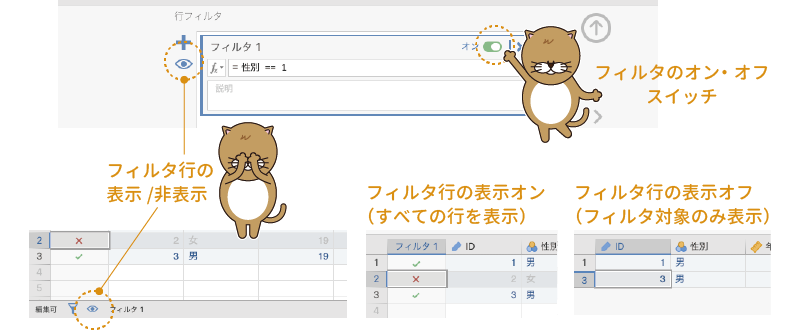 行フィルタ
フィルタ 1
オン
fx
= 性別 == 1
説明
フィルタのオン・オフ
スイッチ
フィルタ行の
表示 /非表示
フィルタ行の表示オン
（すべての行を表示）
フィルタ行の表示オフ
（フィルタ対象のみ表示）
2 2 女 19
3 3 男 19
4
5
編集可 フィルタ 1
フィルタ 1 ID 性別
1 1 男
2 2 女
3 3 男
4
ID 性別 年
1 1 男
3 3 男